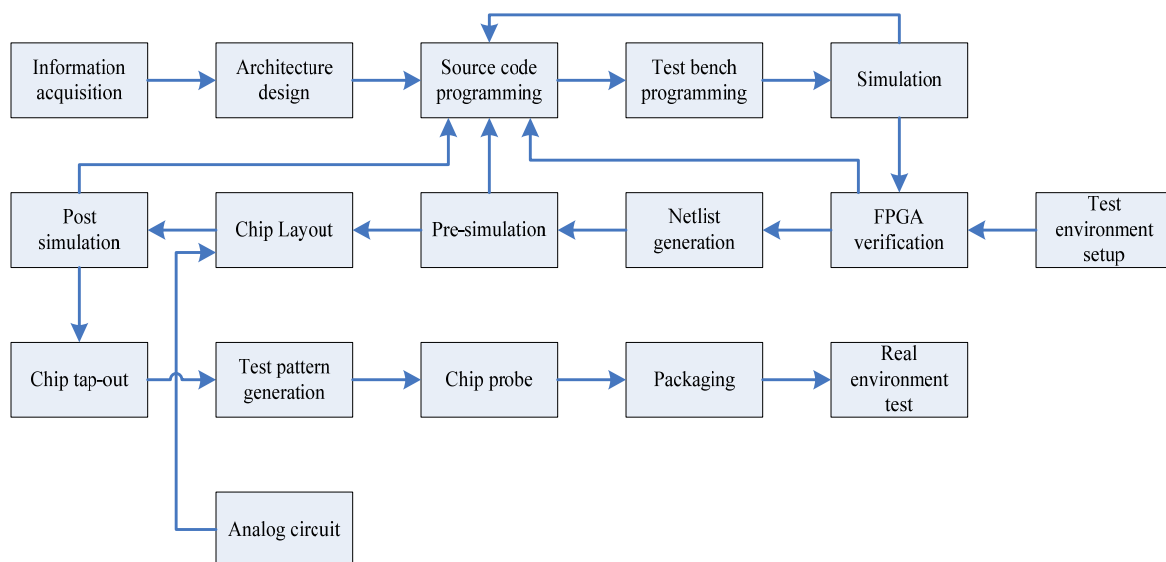 Information
acquisition
Architecture
design
Source code
programming
Test bench
programming
Simulation
Post
simulation
Chip Layout
Pre-simulation
Netlist
generation
FPGA
verification
Test
environment
setup
Chip tap-out
Test pattern
generation
Chip probe
Packaging
Real
environment
test
Analog circuit